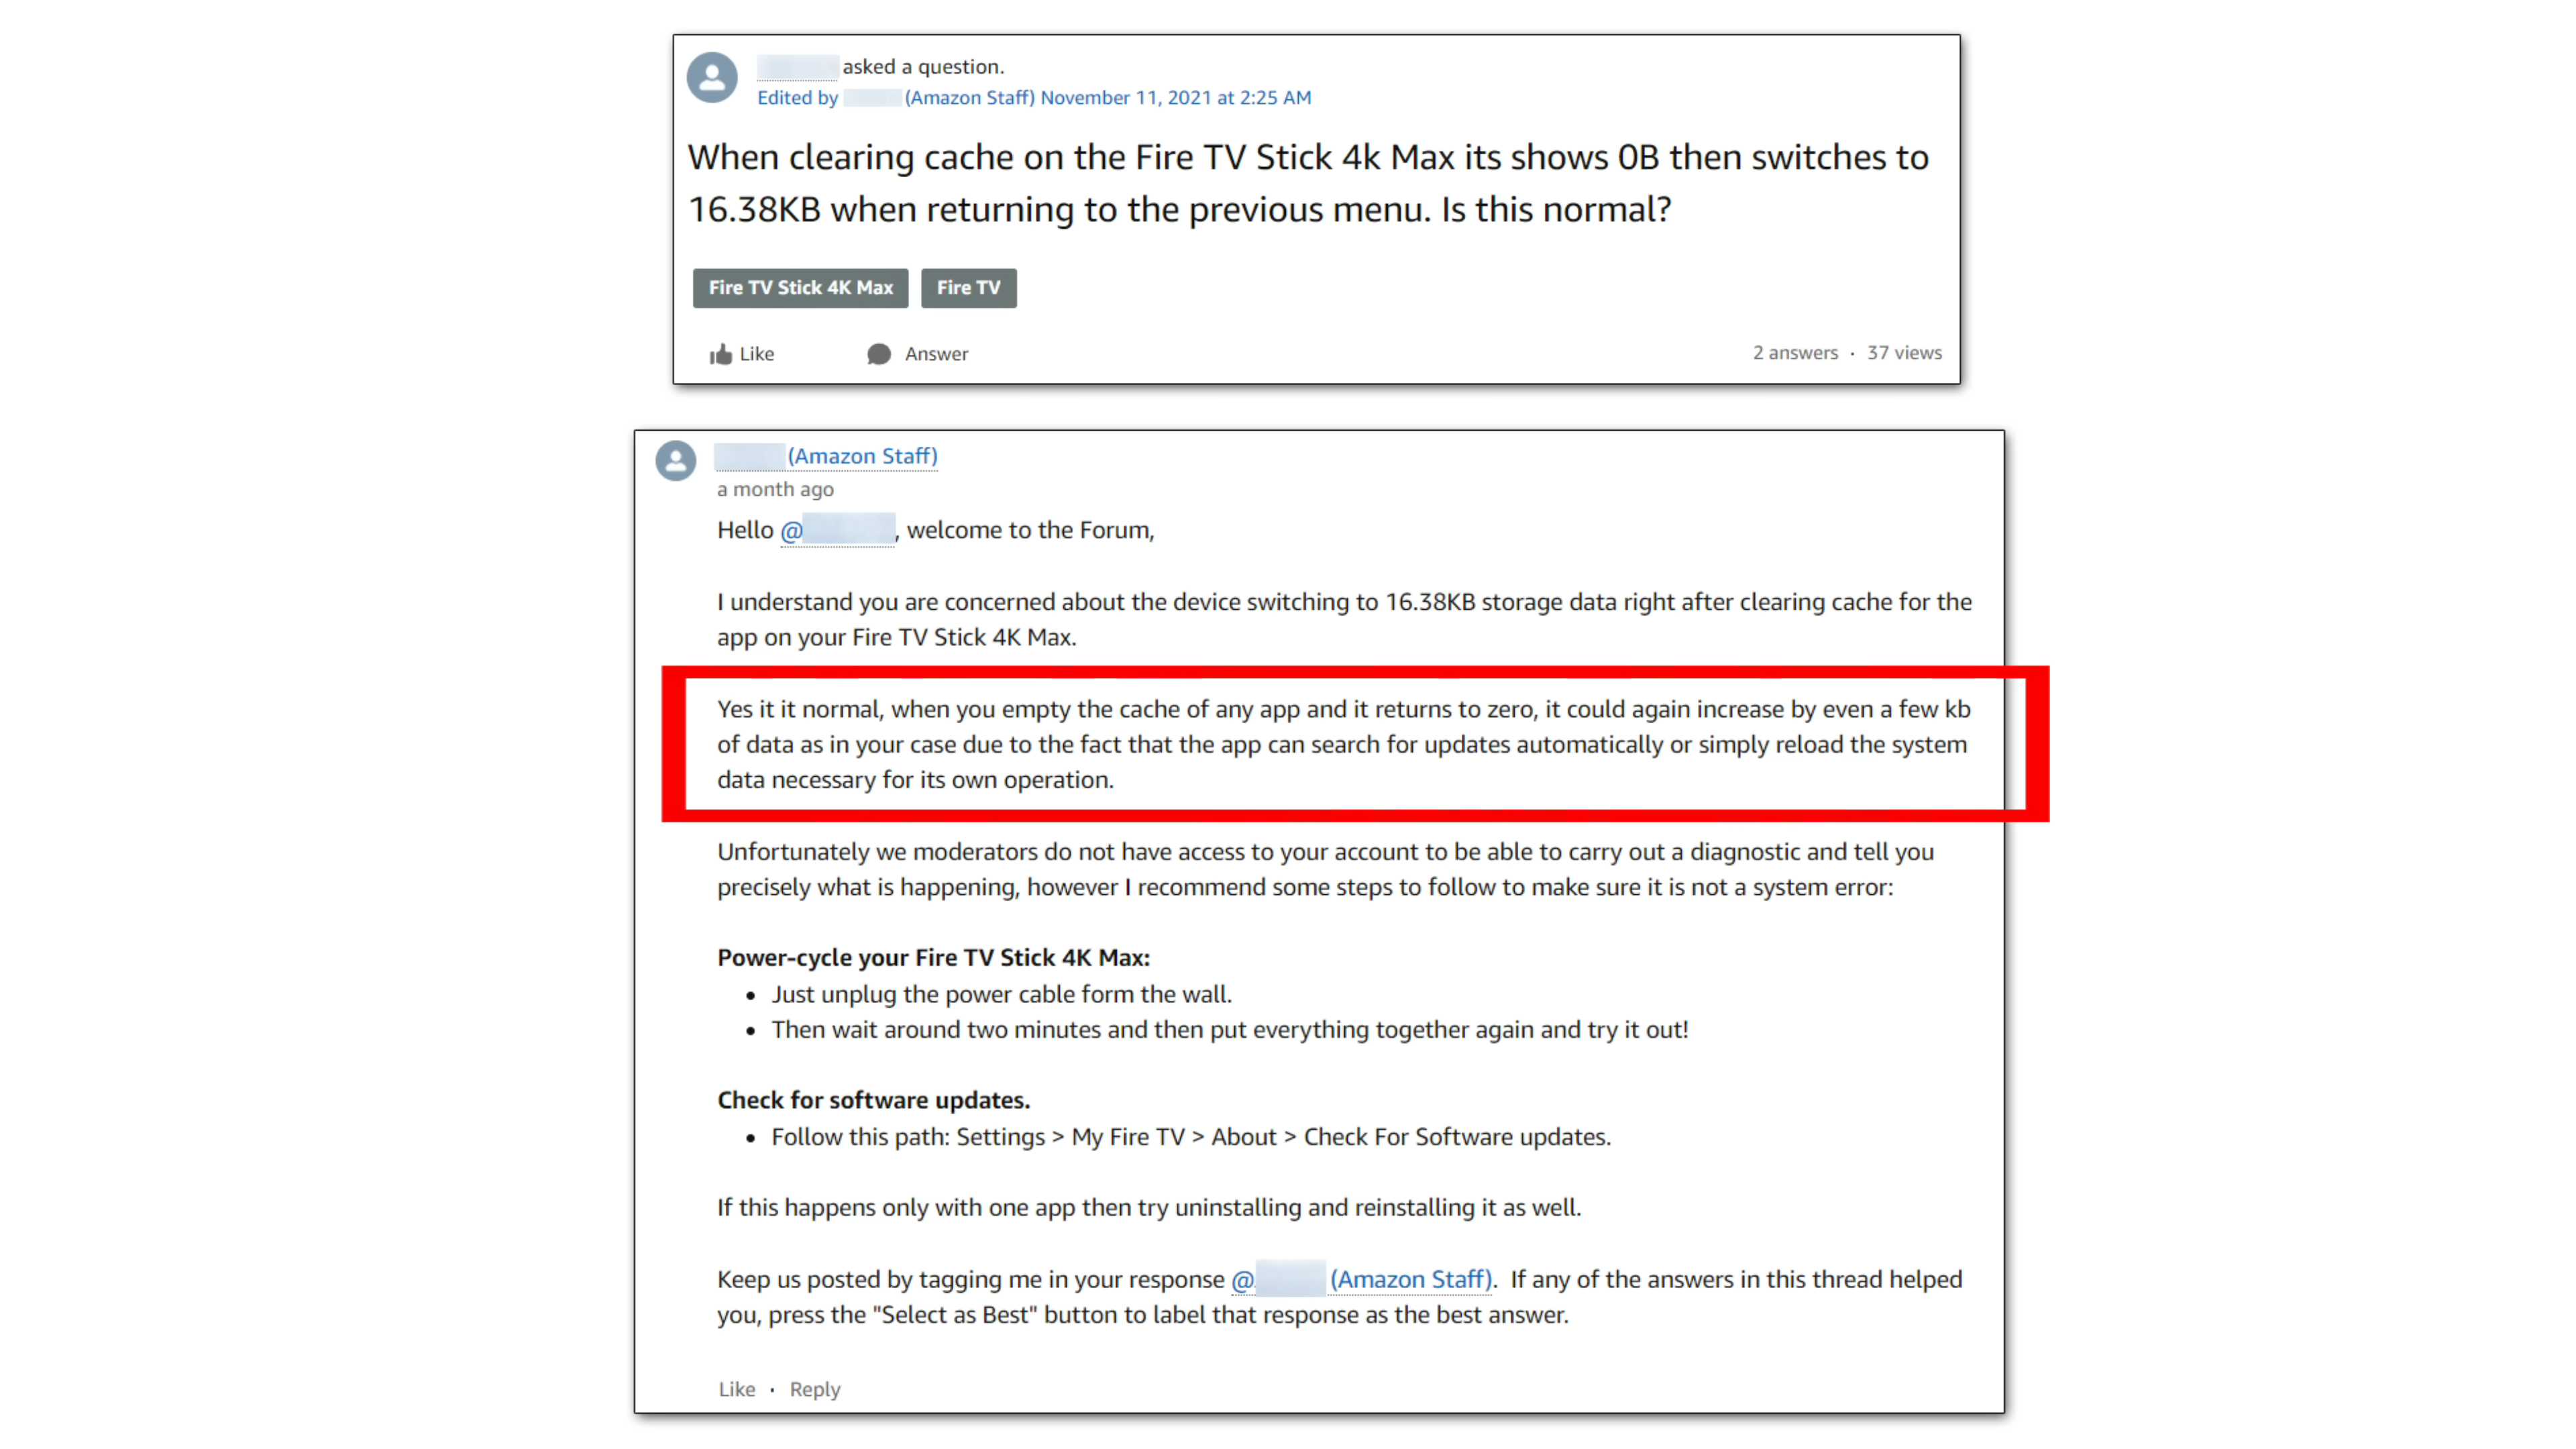 asked a question.
Edited by (Amazon Staff) November 11, 2021 at 2:25 AM
When clearing cache on the Fire TV Stick 4k Max its shows 0B then switches to
16.38KB when returning to the previous menu. Is this normal?
Fire TV Stick 4K Max Fire TV
Like Answer 2 answers · 37 views
(Amazon Staff)
a month ago
Hello @ , welcome to the Forum,
I understand you are concerned about the device switching to 16.38KB storage data right after clearing cache for the
app on your Fire TV Stick 4K Max.
Yes it it normal, when you empty the cache of any app and it returns to zero, it could again increase by even a few kb
of data as in your case due to the fact that the app can search for updates automatically or simply reload the system
data necessary for its own operation.
Unfortunately we moderators do not have access to your account to be able to carry out a diagnostic and tell you
precisely what is happening, however I recommend some steps to follow to make sure it is not a system error:
Power-cycle your Fire TV Stick 4K Max:
• Just unplug the power cable form the wall.
• Then wait around two minutes and then put everything together again and try it out!
Check for software updates.
• Follow this path: Settings > My Fire TV > About > Check For Software updates.
If this happens only with one app then try uninstalling and reinstalling it as well.
Keep us posted by tagging me in your response @ (Amazon Staff). If any of the answers in this thread helped
you, press the "Select as Best" button to label that response as the best answer.
Like · Reply